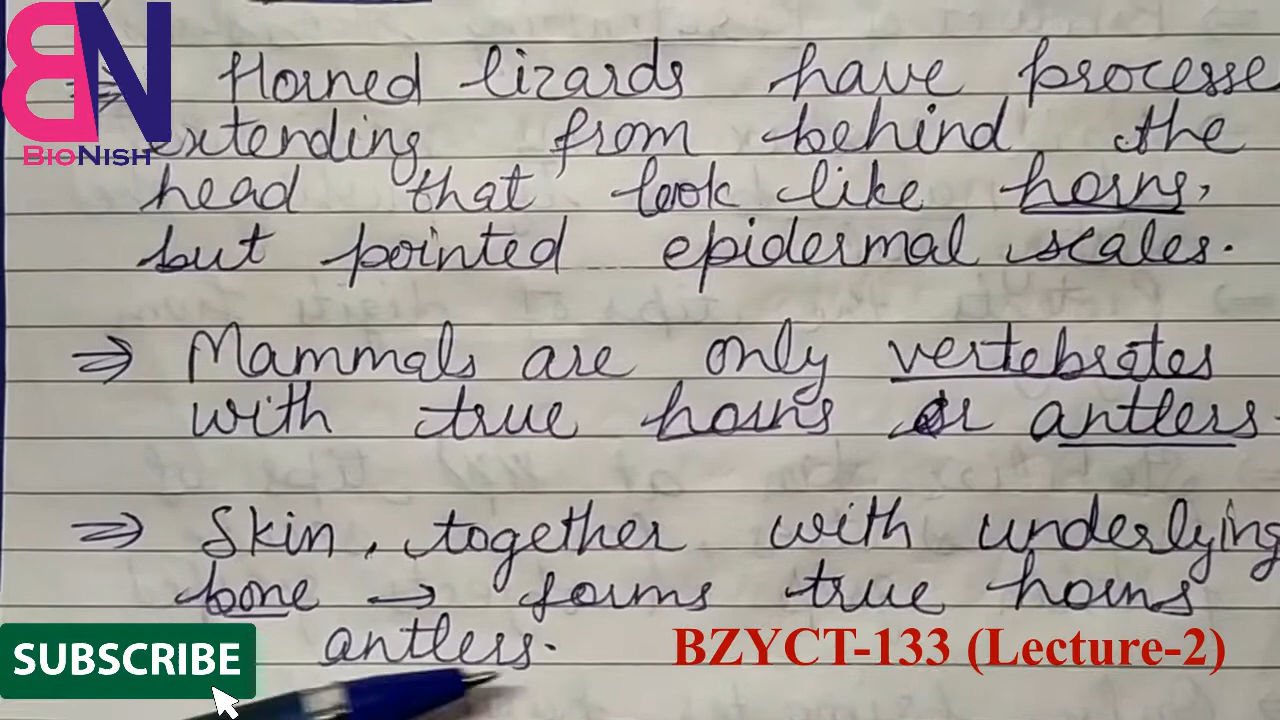 BN
BIONISH
⇒ Horned lizards have processe
extending from behind the
head that look like horns,
but pointed epidermal scales.
⇒ Mammals are only vertebrates
with true horns or antlers.
⇒ Skin, together with underlying
bone → forms true horns
antlers.
SUBSCRIBE
BZYCT-133 (Lecture-2)